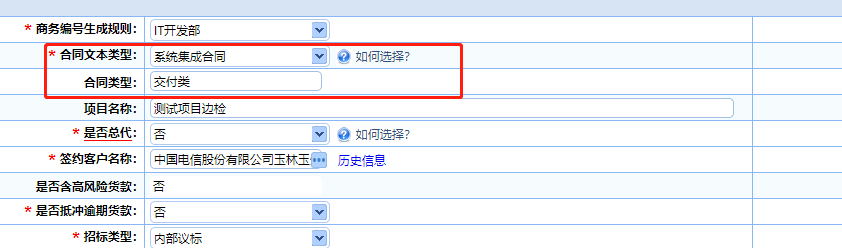 * 商务编号生成规则： IT开发部
* 合同文本类型： 系统集成合同 如何选择?
合同类型： 交付类
项目名称： 测试项目边检
* 是否总代： 否 如何选择?
* 签约客户名称： 中国电信股份有限公司玉林玉 历史信息
是否含高风险货款： 否
* 是否抵冲逾期货款： 否
* 招标类型： 内部议标